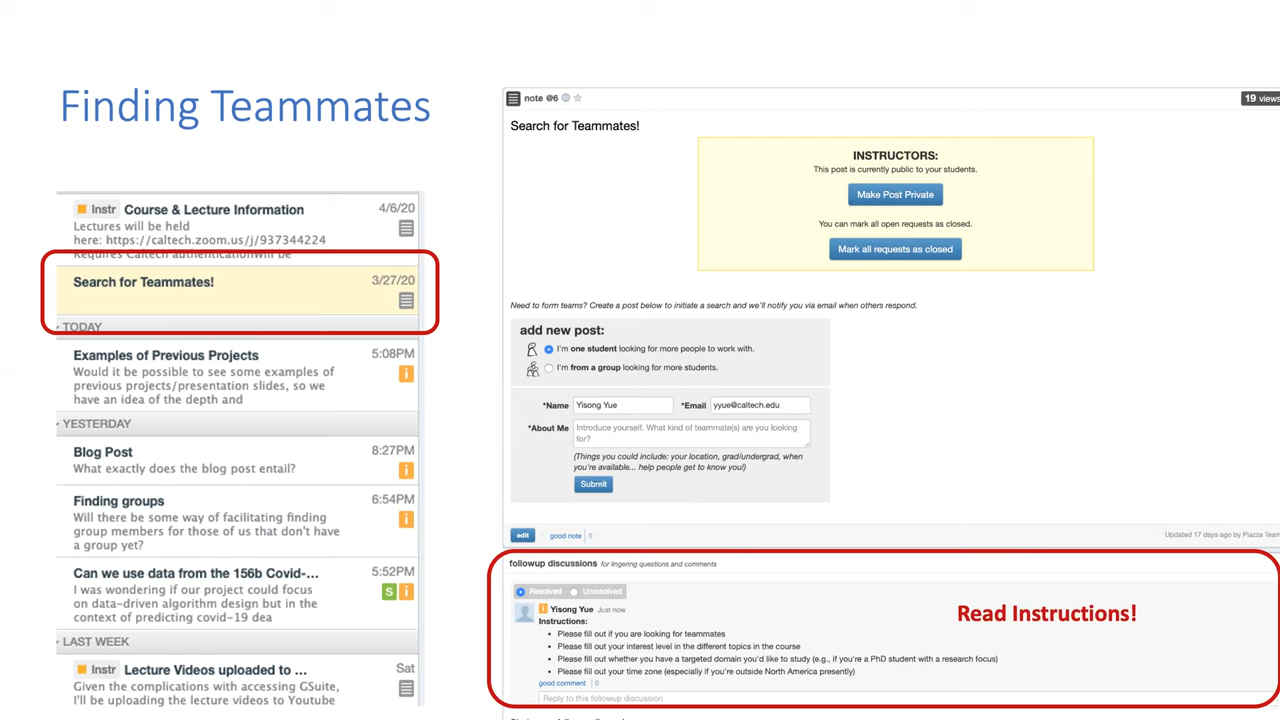 Finding Teammates
Instr Course & Lecture Information 4/6/20
Lectures will be held
here: https://caltech.zoom.us/j/937344224
Requires Caltech authenticationWill be
Search for Teammates! 3/27/20
TODAY
Examples of Previous Projects 5:08PM
Would it be possible to see some examples of
previous projects/presentation slides, so we
have an idea of the depth and
i
YESTERDAY
Blog Post 8:27PM
What exactly does the blog post entail?
i
Finding groups 6:54PM
Will there be some way of facilitating finding
group members for those of us that don't have
a group yet?
i
Can we use data from the 156b Covid-... 5:52PM
I was wondering if our project could focus
on data-driven algorithm design but in the
context of predicting covid-19 dea
S i
LAST WEEK
Instr Lecture Videos uploaded to ... Sat
Given the complications with accessing GSuite,
I'll be uploading the lecture videos to Youtube
note @6 19 views
Search for Teammates!
INSTRUCTORS:
This post is currently public to your students.
Make Post Private
You can mark all open requests as closed.
Mark all requests as closed
Need to form teams? Create a post below to initiate a search and we'll notify you via email when others respond.
add new post:
I'm one student looking for more people to work with.
I'm from a group looking for more students.
*Name Yisong Yue *Email yyue@caltech.edu
*About Me Introduce yourself. What kind of teammate(s) are you looking
for?
(Things you could include: your location, grad/undergrad, when
you're available... help people get to know you!)
Submit
edit good note 0 Updated 17 days ago by Piazza Team
followup discussions for lingering questions and comments
Resolved Unresolved
i Yisong Yue Just now
Read Instructions!
Instructions:
• Please fill out if you are looking for teammates
• Please fill out your interest level in the different topics in the course
• Please fill out whether you have a targeted domain you'd like to study (e.g., if you're a PhD student with a research focus)
• Please fill out your time zone (especially if you're outside North America presently)
good comment 0
Reply to this followup discussion